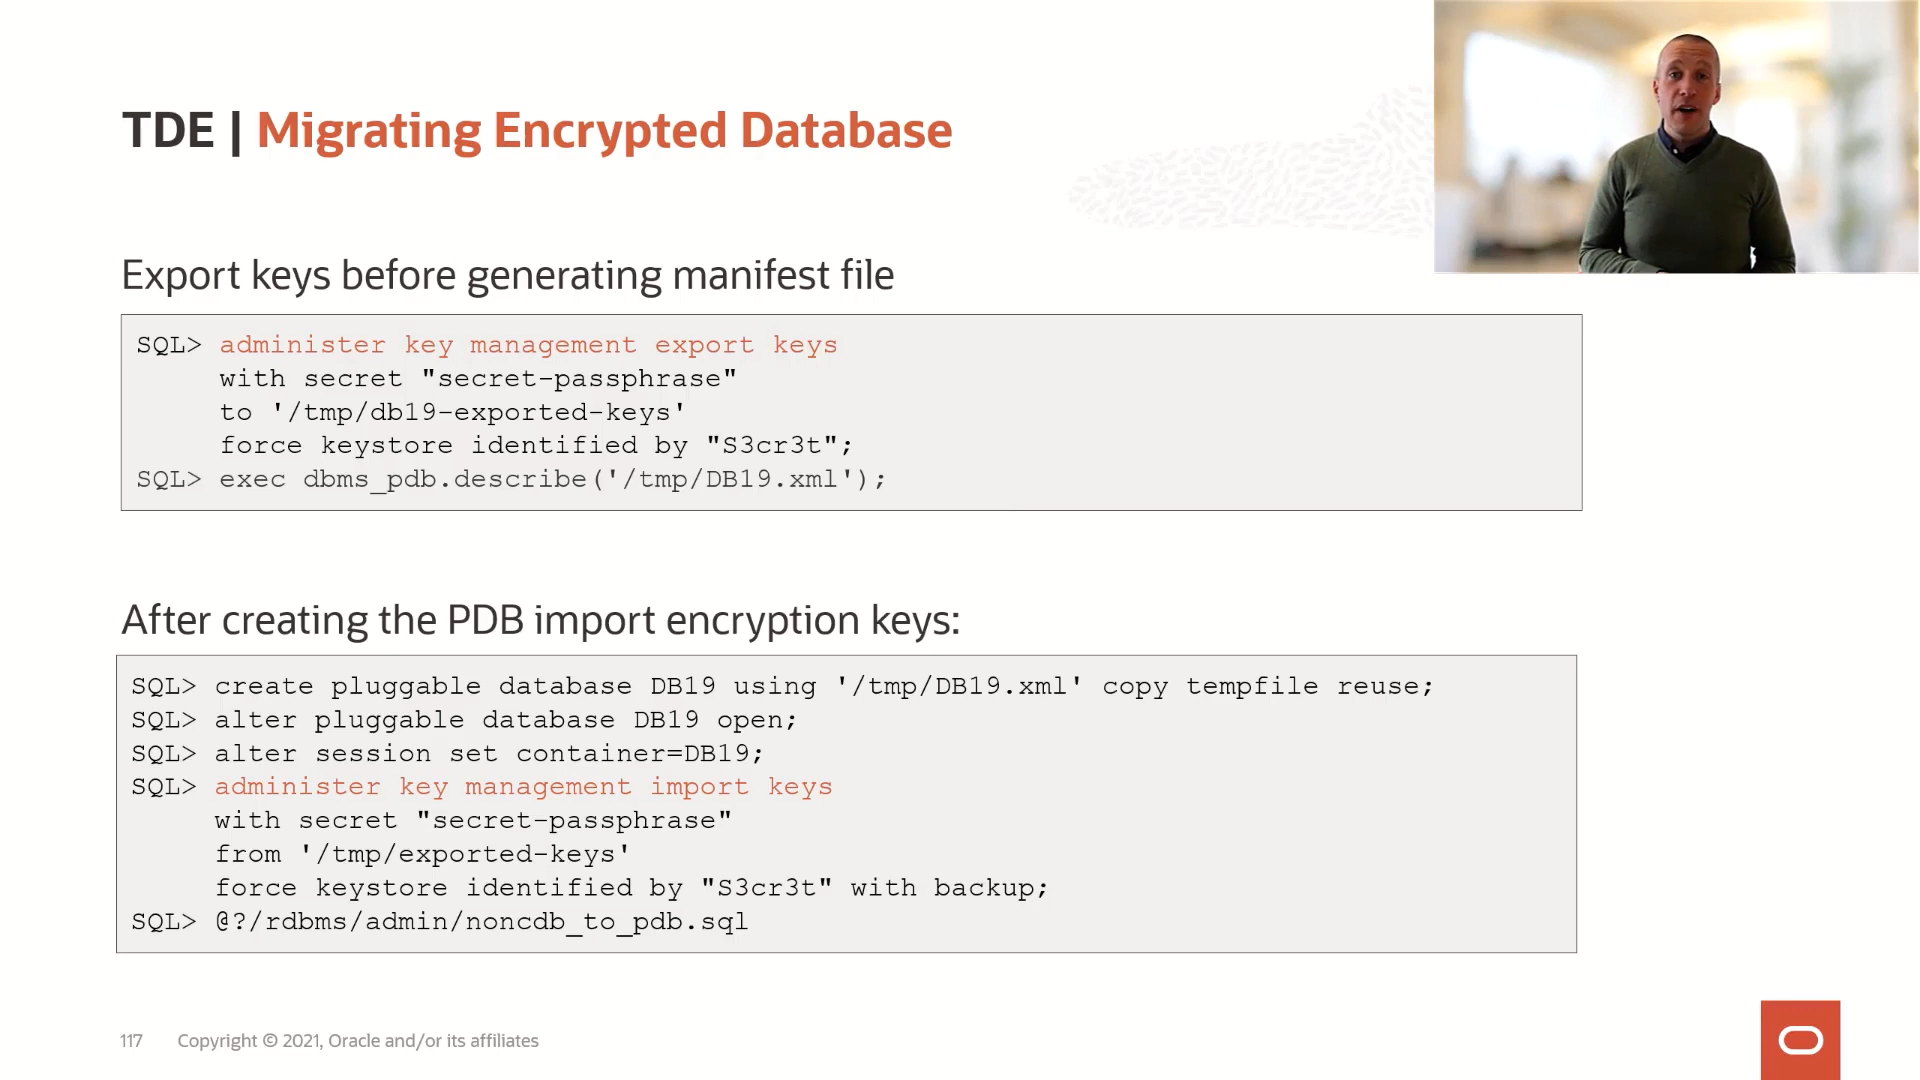 TDE | Migrating Encrypted Database
Export keys before generating manifest file
SQL> administer key management export keys
with secret "secret-passphrase"
to '/tmp/db19-exported-keys'
force keystore identified by "S3cr3t";
SQL> exec dbms_pdb.describe('/tmp/DB19.xml');
After creating the PDB import encryption keys:
SQL> create pluggable database DB19 using '/tmp/DB19.xml' copy tempfile reuse;
SQL> alter pluggable database DB19 open;
SQL> alter session set container=DB19;
SQL> administer key management import keys
with secret "secret-passphrase"
from '/tmp/exported-keys'
force keystore identified by "S3cr3t" with backup;
SQL> @?/rdbms/admin/noncdb_to_pdb.sql
117 Copyright © 2021, Oracle and/or its affiliates